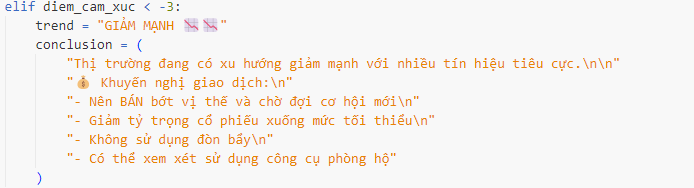 elif diem_cam_xuc < -3:
trend = "GIẢM MẠNH 📉📉"
conclusion = (
"Thị trường đang có xu hướng giảm mạnh với nhiều tín hiệu tiêu cực.\n\n"
"💰 Khuyến nghị giao dịch:\n"
"- Nên BÁN bớt vị thế và chờ đợi cơ hội mới\n"
"- Giảm tỷ trọng cổ phiếu xuống mức tối thiểu\n"
"- Không sử dụng đòn bẩy\n"
"- Có thể xem xét sử dụng công cụ phòng hộ"
)